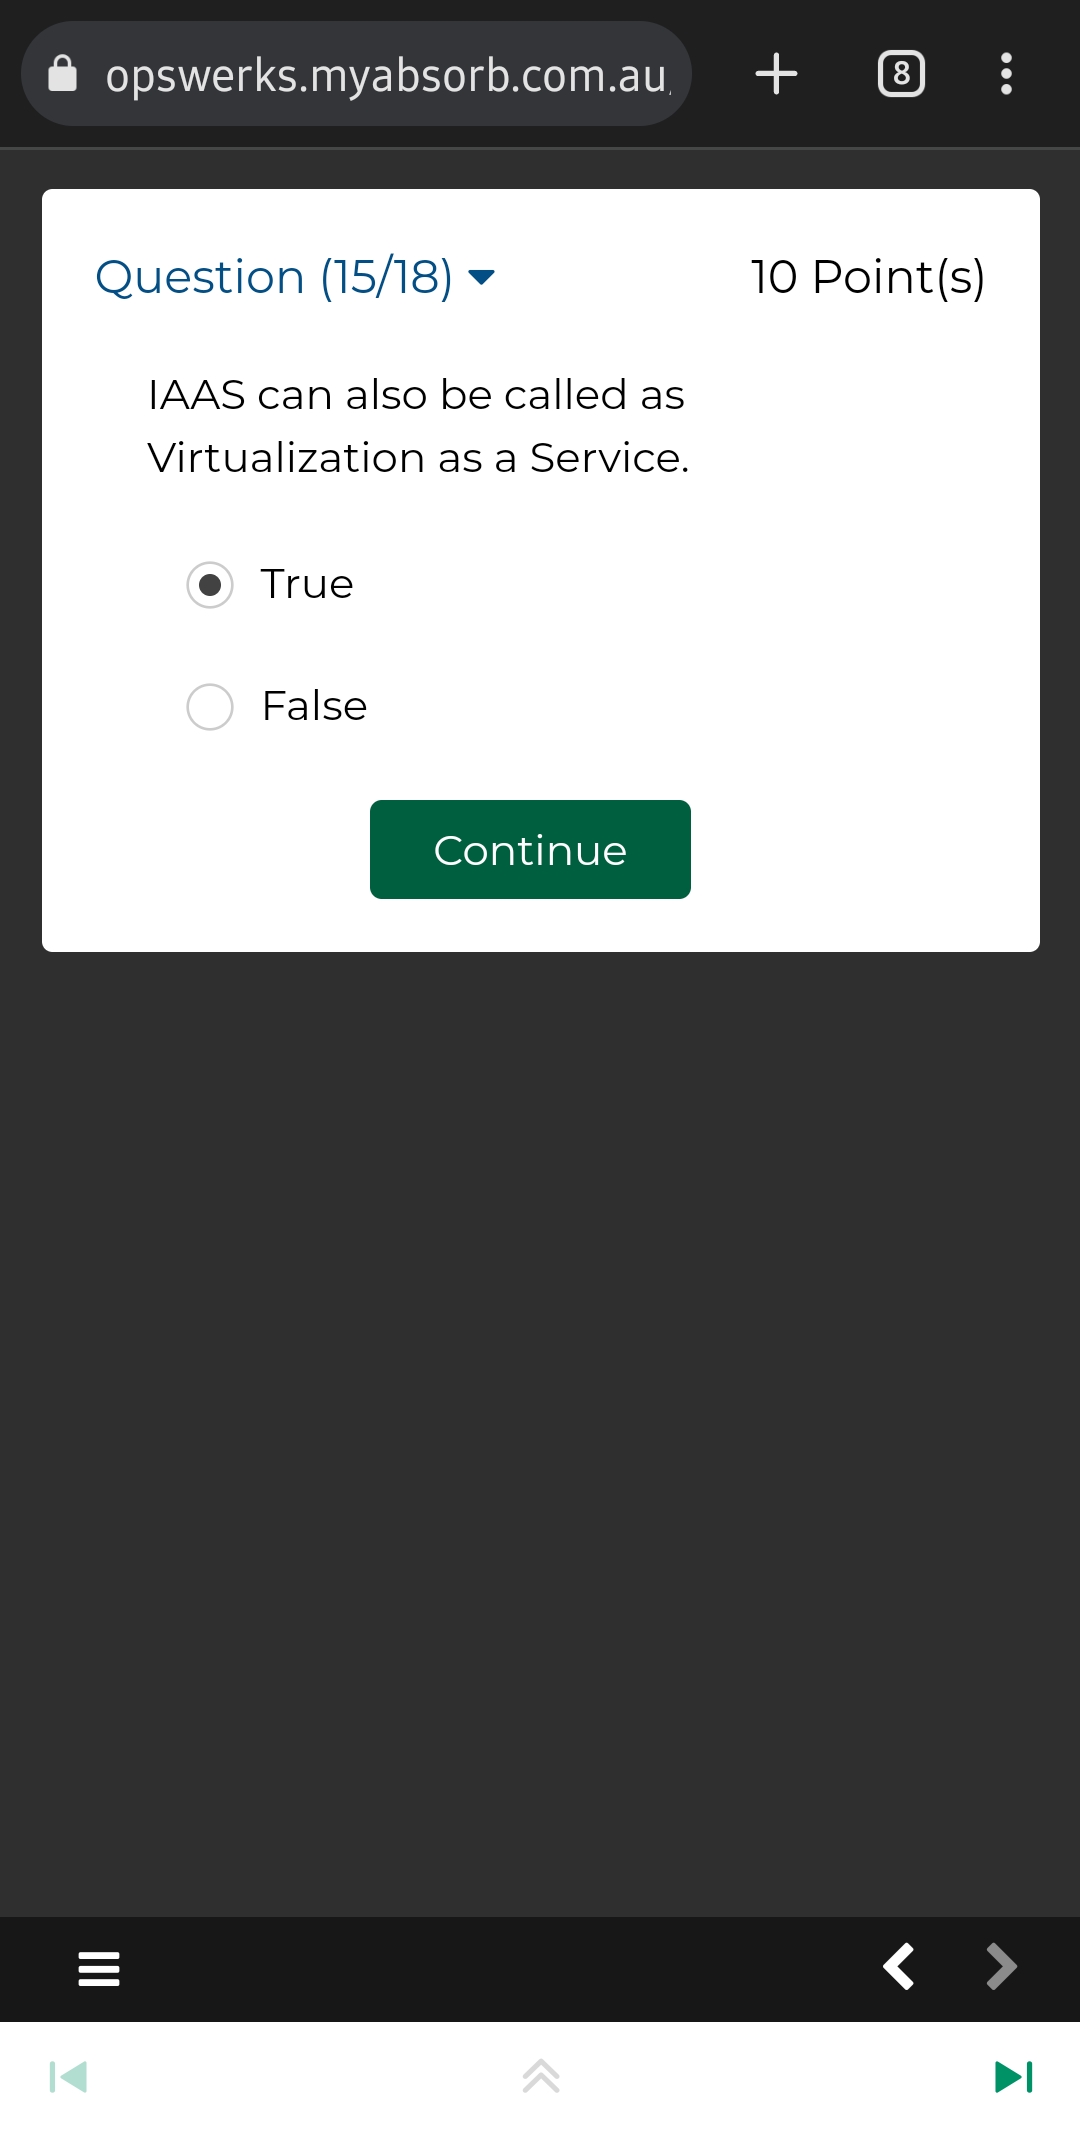 opswerks.myabsorb.com.au
8
Question (15/18)
10 Point(s)
IAAS can also be called as
Virtualization as a Service.
True
False
Continue